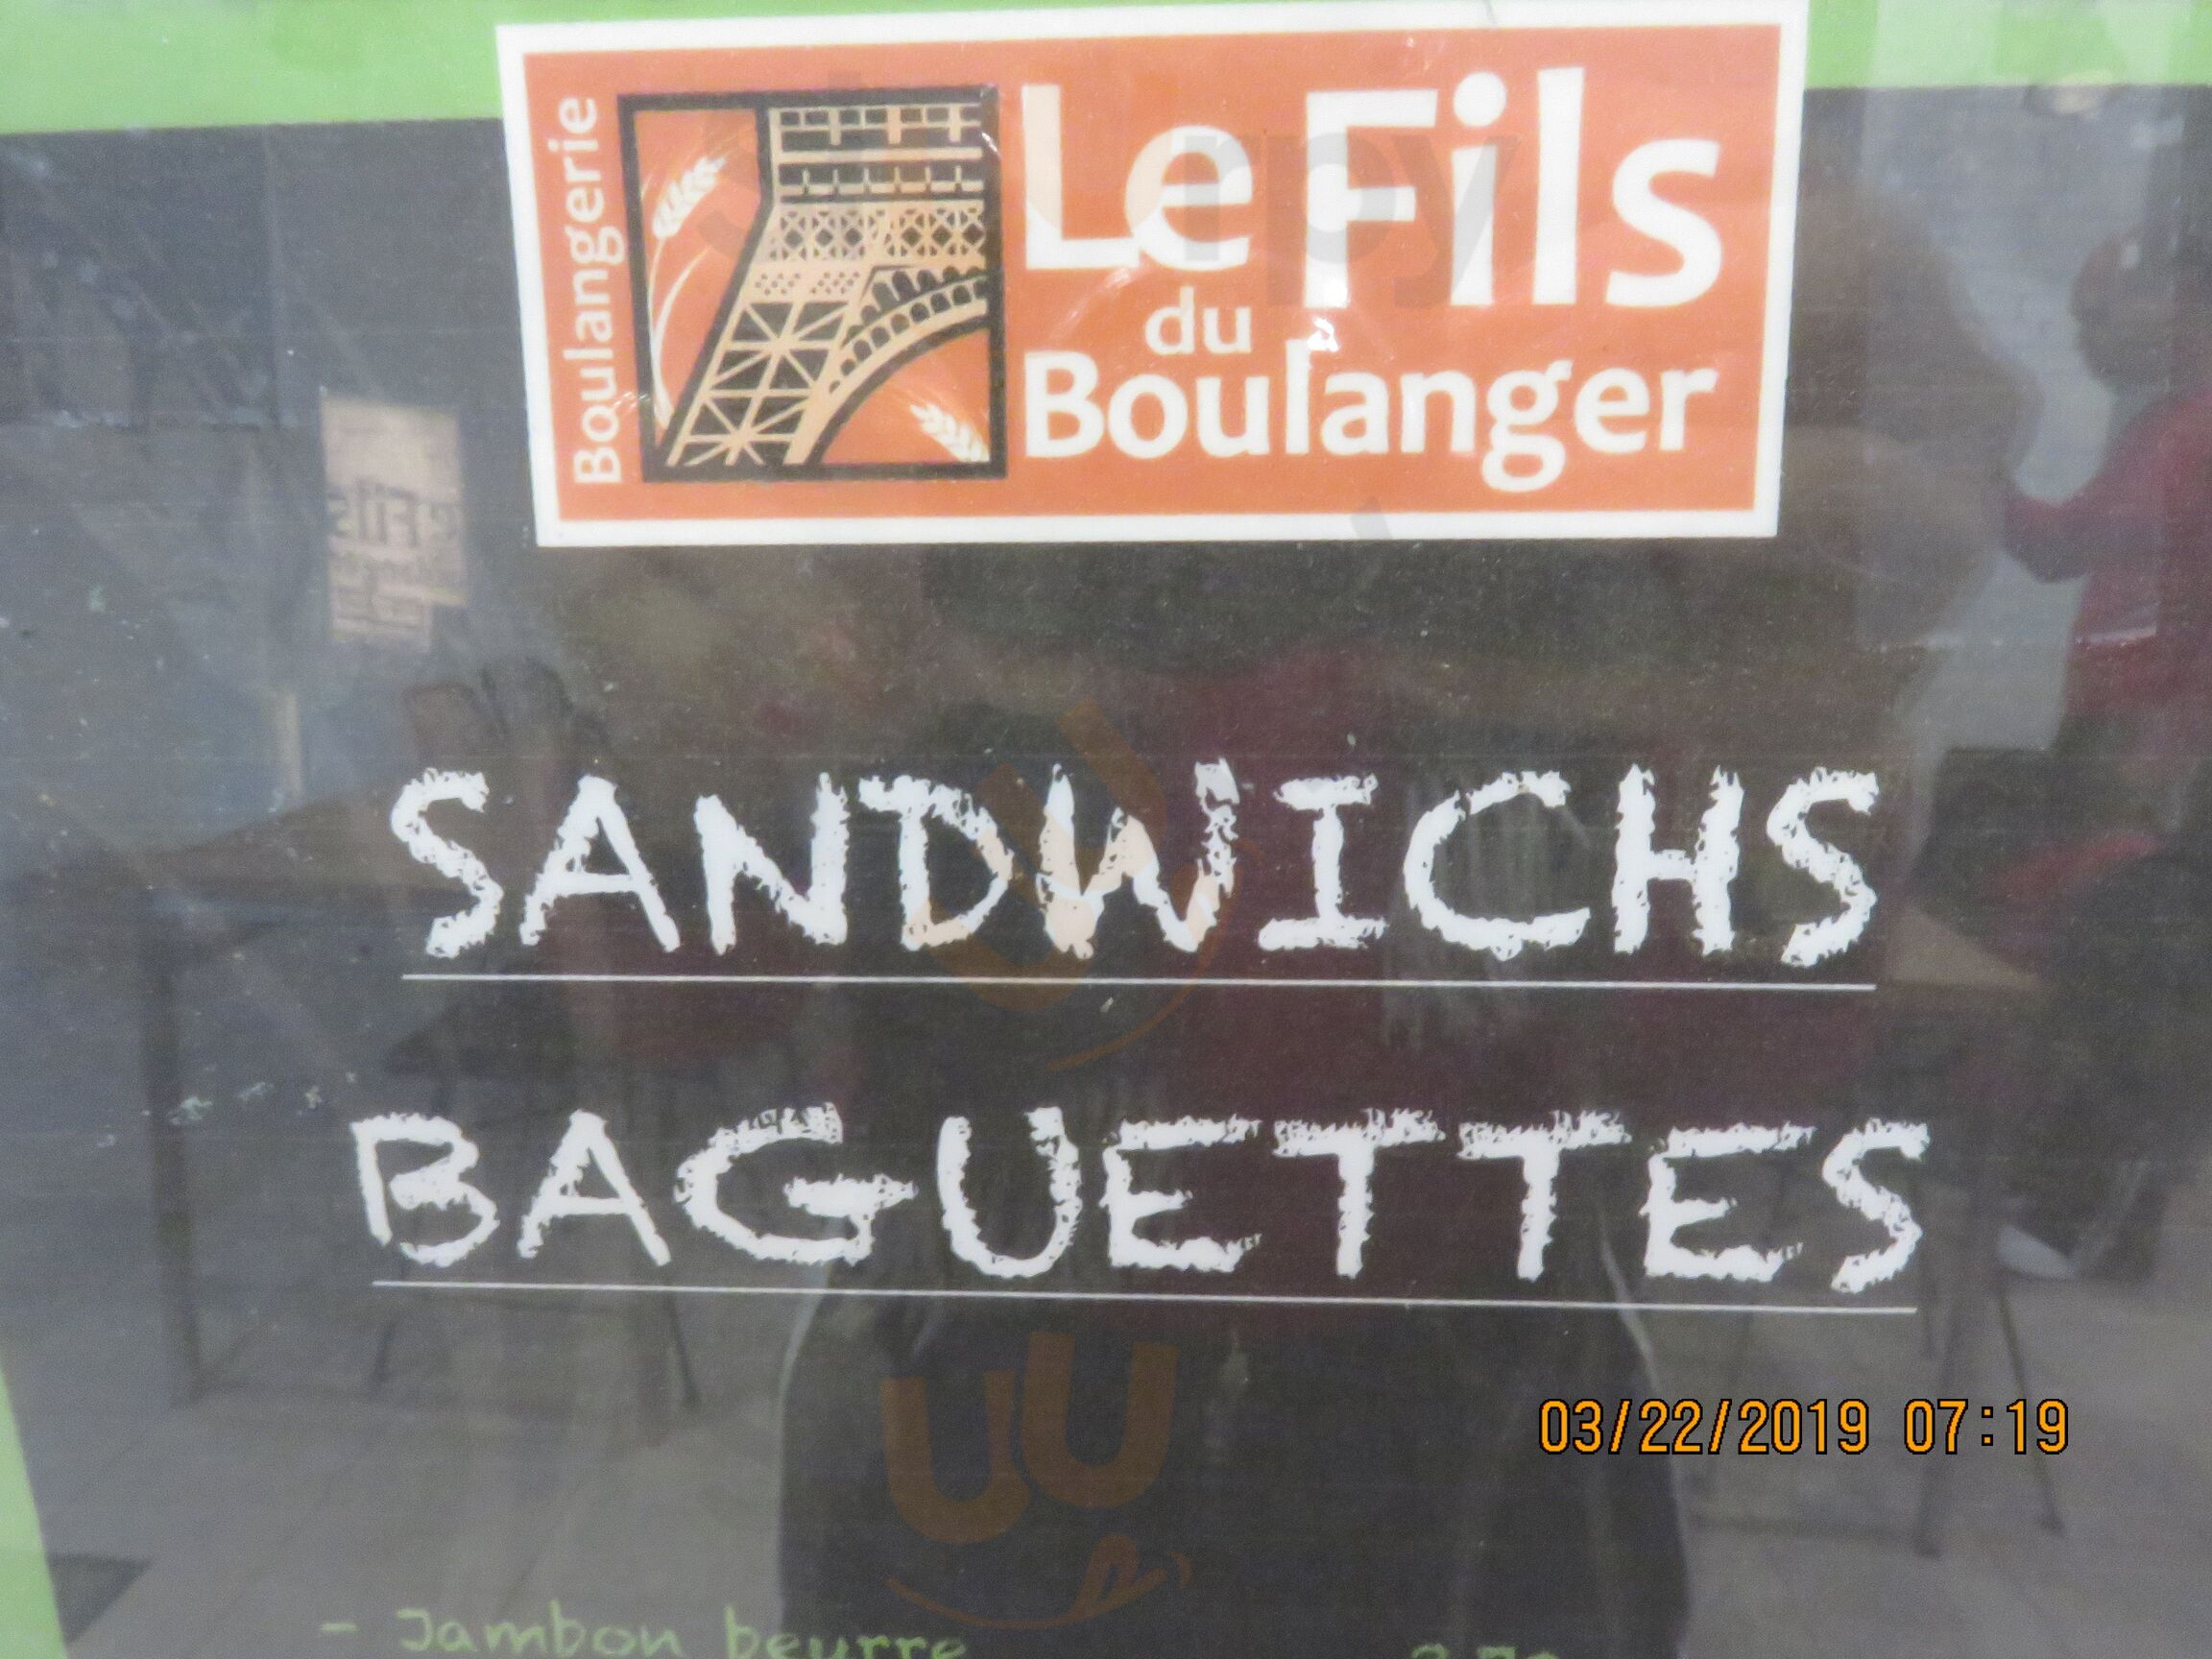 Boulangerie
Le Fils
du
Boulanger
SANDWICHS
BAGUETTES
03/22/2019 07:19
- Jambon beurre